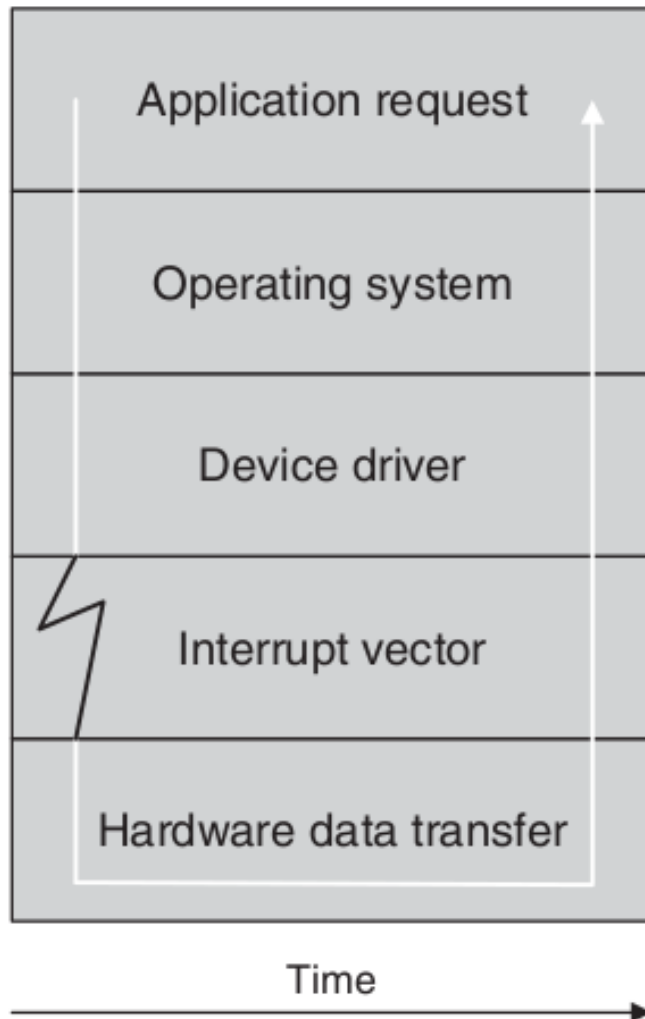 Application request
Operating system
Device driver
Interrupt vector
Hardware data transfer
Time